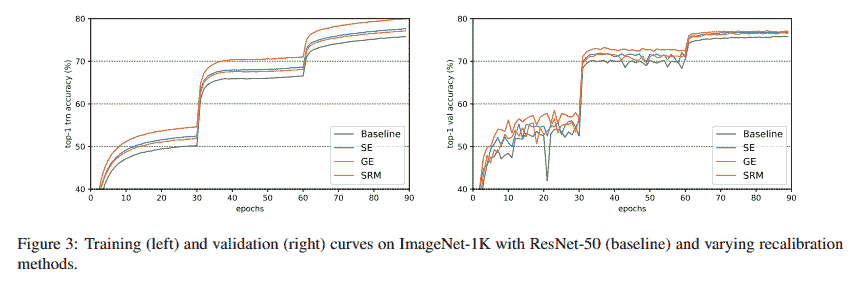 80
70
60
50
40
top-1 trn accuracy (%)
0 10 20 30 40 50 60 70 80 90
epochs
Baseline
SE
GE
SRM
80
70
60
50
40
top-1 val accuracy (%)
0 10 20 30 40 50 60 70 80 90
epochs
Baseline
SE
GE
SRM
Figure 3: Training (left) and validation (right) curves on ImageNet-1K with ResNet-50 (baseline) and varying recalibration
methods.